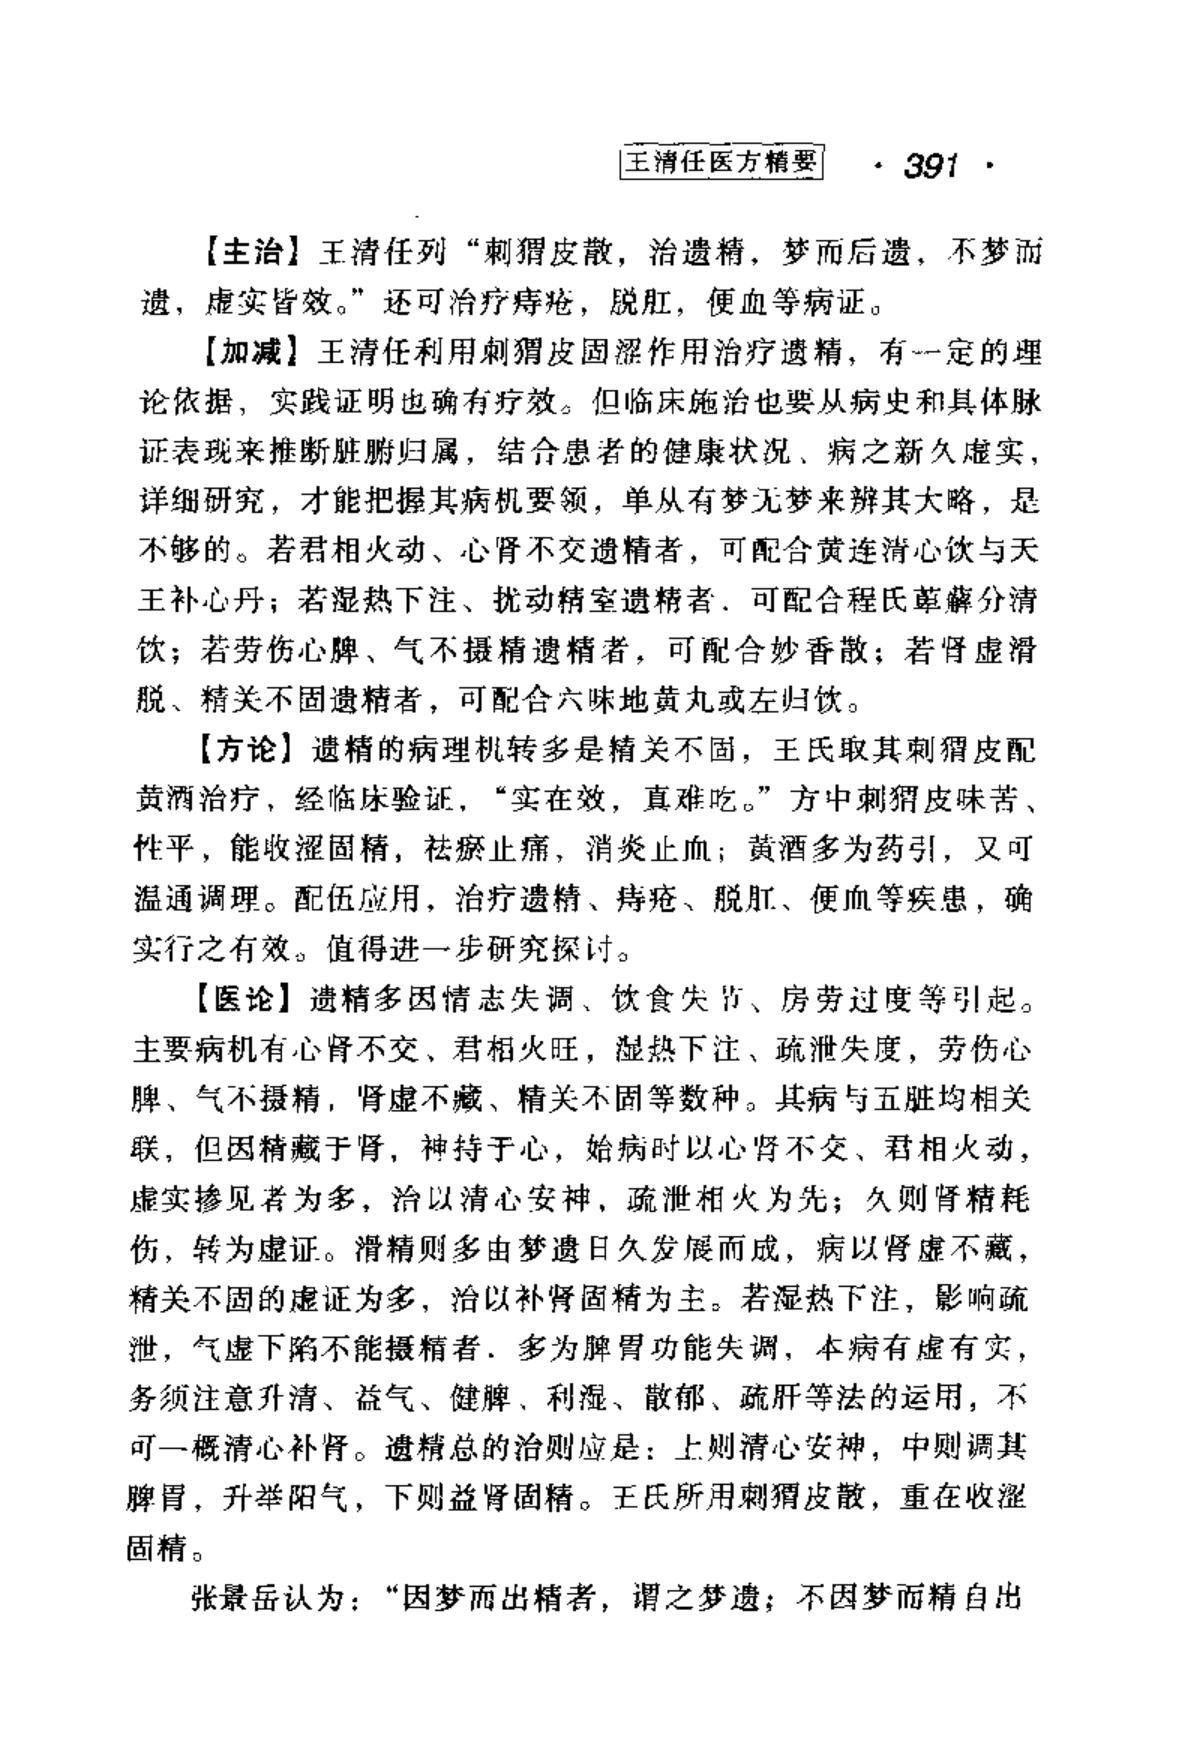 王清任医方精要 · 391 ·
【主治】王清任列“刺猬皮散，治遗精，梦而后遗，不梦而
遗，虚实皆效。”还可治疗痔疮，脱肛，便血等病证。
【加减】王清任利用刺猬皮固涩作用治疗遗精，有一定的理
论依据，实践证明也确有疗效。但临床施治也要从病史和具体脉
证表现来推断脏腑归属，结合患者的健康状况、病之新久虚实，
详细研究，才能把握其病机要领，单从有梦无梦来辨其大略，是
不够的。若君相火动、心肾不交遗精者，可配合黄连清心饮与天
王补心丹；若湿热下注、扰动精室遗精者．可配合程氏萆薢分清
饮；若劳伤心脾、气不摄精遗精者，可配合妙香散；若肾虚滑
脱、精关不固遗精者，可配合六味地黄丸或左归饮。
【方论】遗精的病理机转多是精关不固，王氏取其刺猬皮配
黄酒治疗，经临床验证，“实在效，真难吃。”方中刺猬皮味苦、
性平，能收涩固精，祛瘀止痛，消炎止血；黄酒多为药引，又可
温通调理。配伍应用，治疗遗精、痔疮、脱肛、便血等疾患，确
实行之有效。值得进一步研究探讨。
【医论】遗精多因情志失调、饮食失节、房劳过度等引起。
主要病机有心肾不交、君相火旺，湿热下注、疏泄失度，劳伤心
脾、气不摄精，肾虚不藏、精关不固等数种。其病与五脏均相关
联，但因精藏于肾，神持于心，始病时以心肾不交、君相火动，
虚实掺见者为多，治以清心安神，疏泄相火为先；久则肾精耗
伤，转为虚证。滑精则多由梦遗日久发展而成，病以肾虚不藏，
精关不固的虚证为多，治以补肾固精为主。若湿热下注，影响疏
泄，气虚下陷不能摄精者．多为脾胃功能失调，本病有虚有实，
务须注意升清、益气、健脾、利湿、散郁、疏肝等法的运用，不
可一概清心补肾。遗精总的治则应是：上则清心安神，中则调其
脾胃，升举阳气，下则益肾固精。王氏所用刺猬皮散，重在收涩
固精。
张景岳认为：“因梦而出精者，谓之梦遗；不因梦而精自出